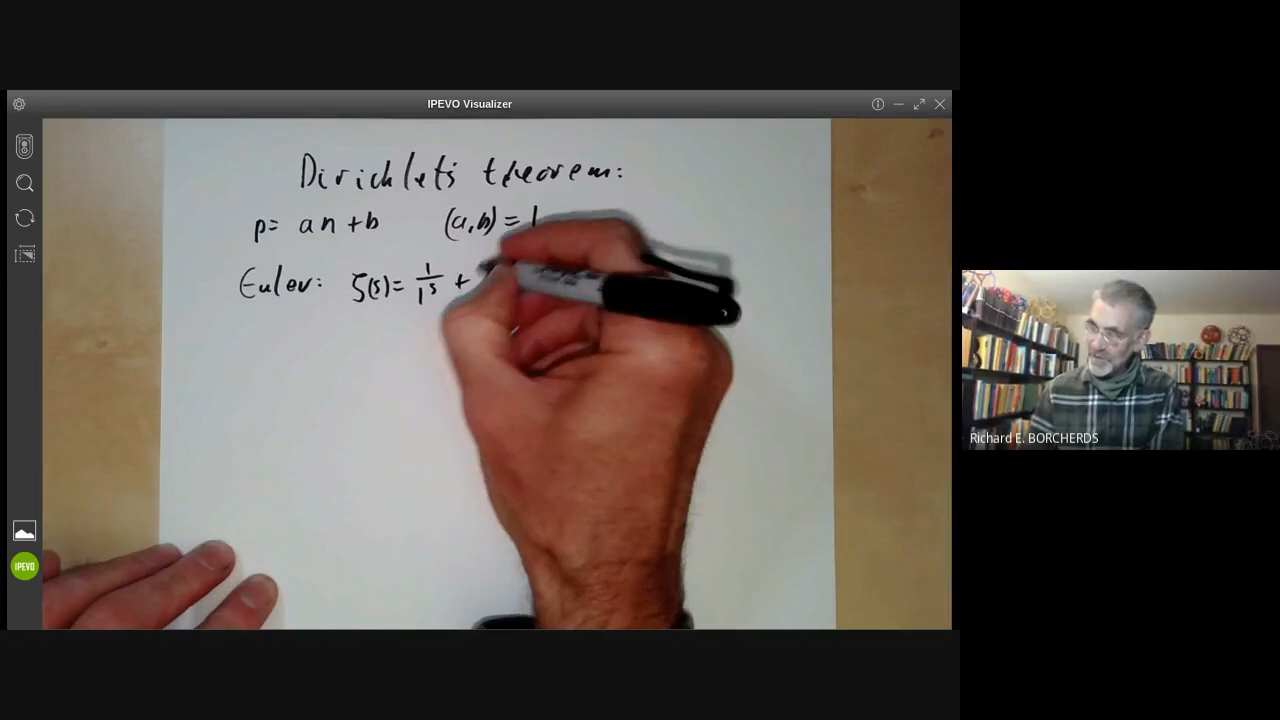 IPEVO Visualizer
Dirichlet's theorem:
p= an+b (a,b) = 1
Euler: ζ(s)= 1/1^s +
IPEVO
Richard E. BORCHERDS